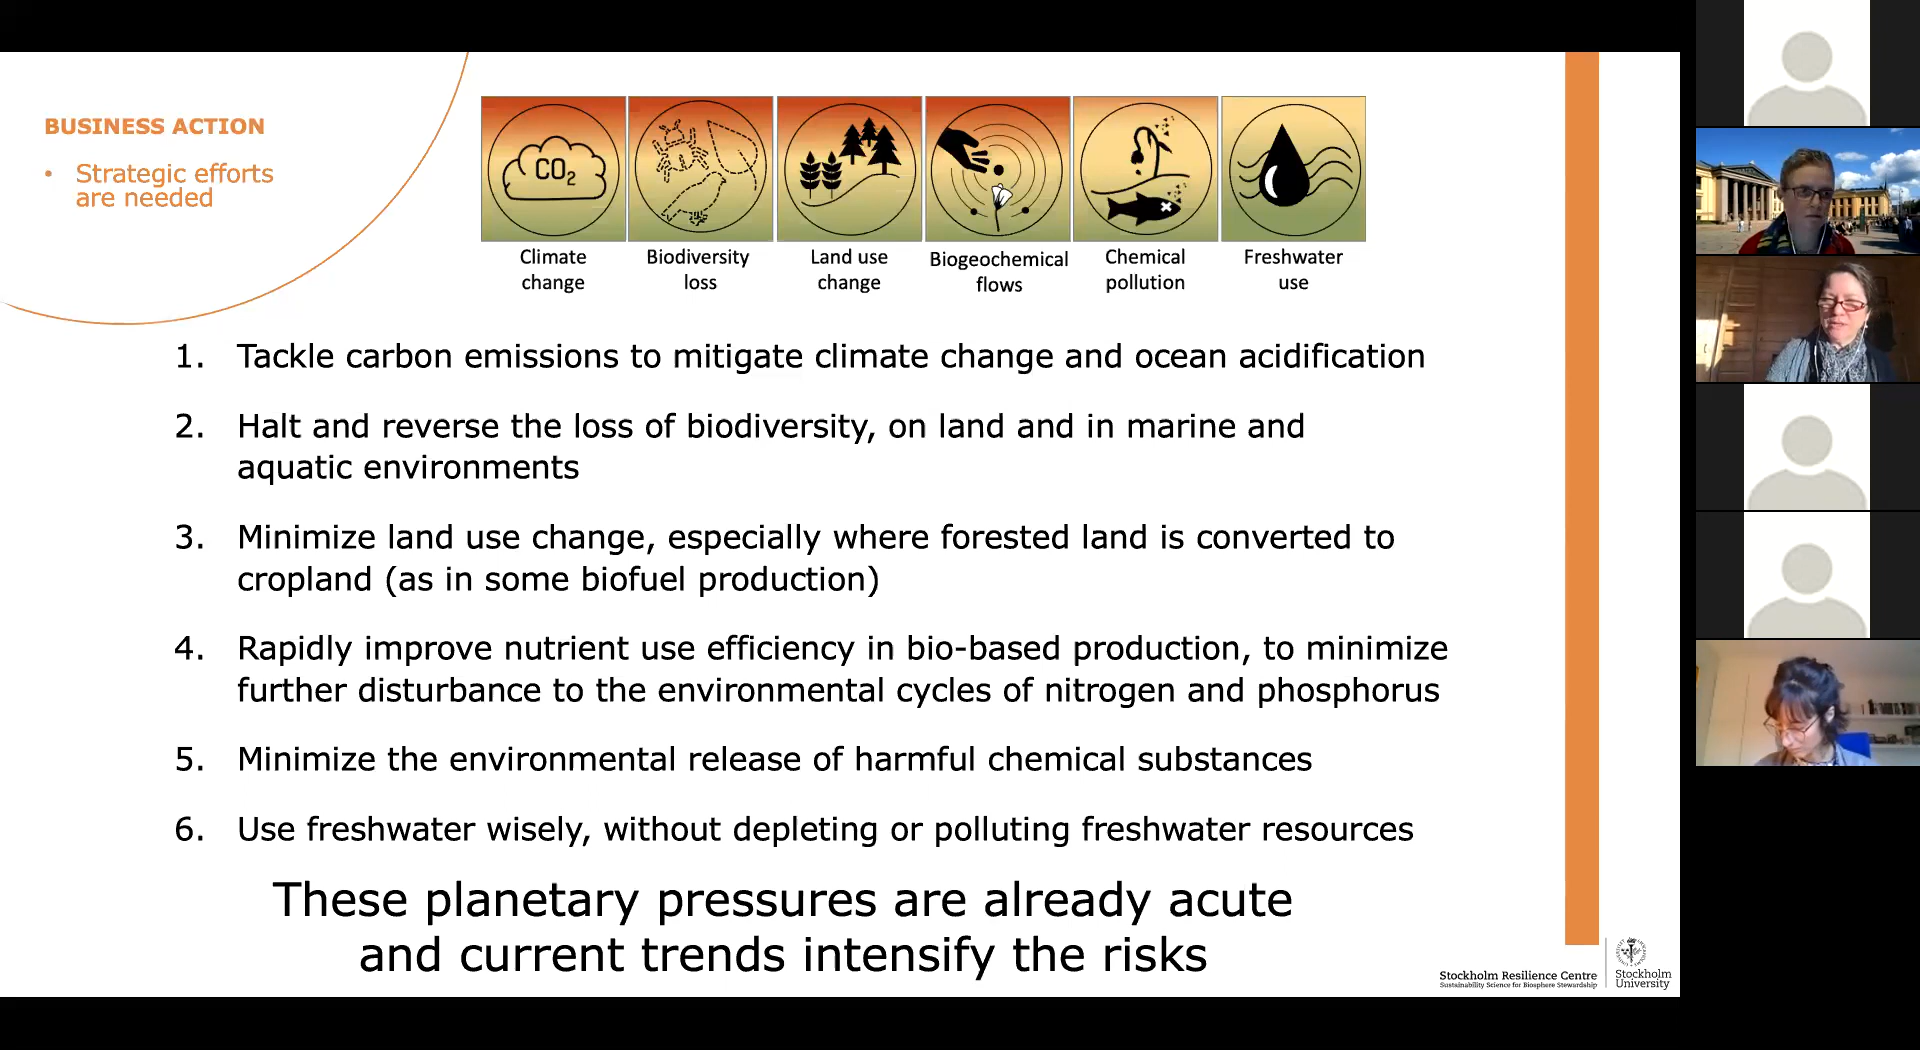 BUSINESS ACTION
• Strategic efforts
are needed
CO2
Climate
change
Biodiversity
loss
Land use
change
Biogeochemical
flows
Chemical
pollution
Freshwater
use
1. Tackle carbon emissions to mitigate climate change and ocean acidification
2. Halt and reverse the loss of biodiversity, on land and in marine and
aquatic environments
3. Minimize land use change, especially where forested land is converted to
cropland (as in some biofuel production)
4. Rapidly improve nutrient use efficiency in bio-based production, to minimize
further disturbance to the environmental cycles of nitrogen and phosphorus
5. Minimize the environmental release of harmful chemical substances
6. Use freshwater wisely, without depleting or polluting freshwater resources
These planetary pressures are already acute
and current trends intensify the risks
Stockholm Resilience Centre
Sustainability Science for Biosphere Stewardship
Stockholm
University